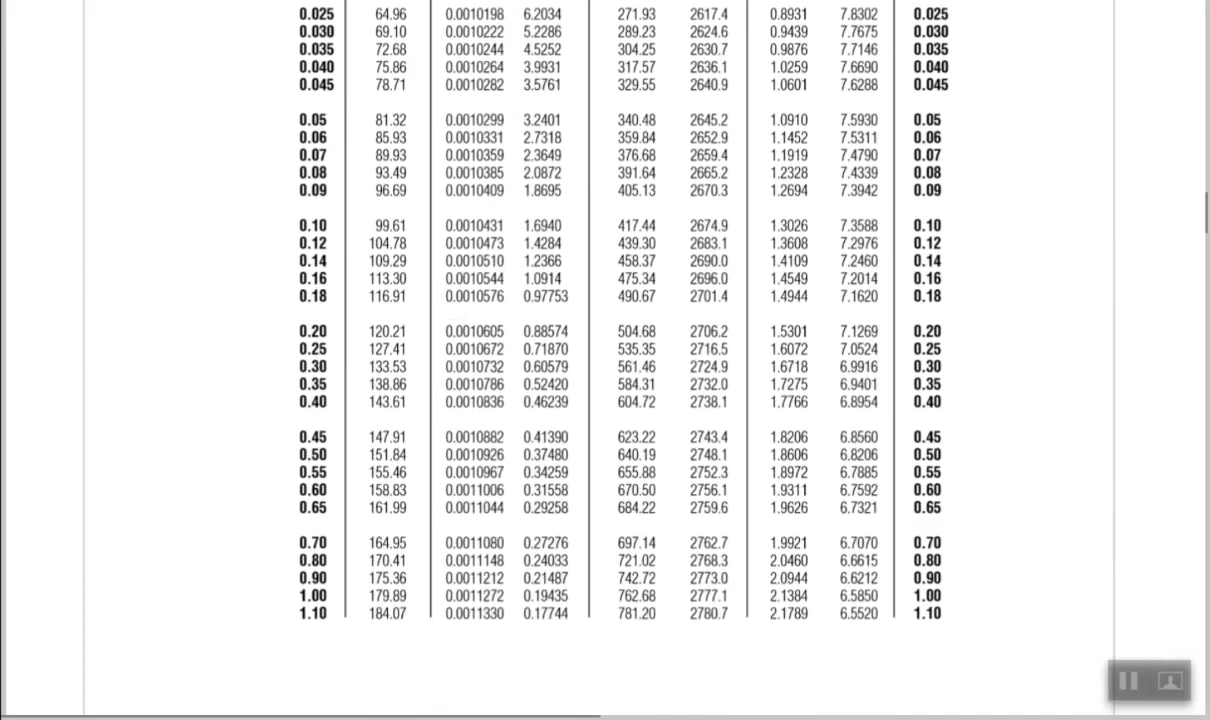 0.025 64.96 0.0010198 6.2034 271.93 2617.4 0.8931 7.8302 0.025
0.030 69.10 0.0010222 5.2286 289.23 2624.6 0.9439 7.7675 0.030
0.035 72.68 0.0010244 4.5252 304.25 2630.7 0.9876 7.7146 0.035
0.040 75.86 0.0010264 3.9931 317.57 2636.1 1.0259 7.6690 0.040
0.045 78.71 0.0010282 3.5761 329.55 2640.9 1.0601 7.6288 0.045
0.05 81.32 0.0010299 3.2401 340.48 2645.2 1.0910 7.5930 0.05
0.06 85.93 0.0010331 2.7318 359.84 2652.9 1.1452 7.5311 0.06
0.07 89.93 0.0010359 2.3649 376.68 2659.4 1.1919 7.4790 0.07
0.08 93.49 0.0010385 2.0872 391.64 2665.2 1.2328 7.4339 0.08
0.09 96.69 0.0010409 1.8695 405.13 2670.3 1.2694 7.3942 0.09
0.10 99.61 0.0010431 1.6940 417.44 2674.9 1.3026 7.3588 0.10
0.12 104.78 0.0010473 1.4284 439.30 2683.1 1.3608 7.2976 0.12
0.14 109.29 0.0010510 1.2366 458.37 2690.0 1.4109 7.2460 0.14
0.16 113.30 0.0010544 1.0914 475.34 2696.0 1.4549 7.2014 0.16
0.18 116.91 0.0010576 0.97753 490.67 2701.4 1.4944 7.1620 0.18
0.20 120.21 0.0010605 0.88574 504.68 2706.2 1.5301 7.1269 0.20
0.25 127.41 0.0010672 0.71870 535.35 2716.5 1.6072 7.0524 0.25
0.30 133.53 0.0010732 0.60579 561.46 2724.9 1.6718 6.9916 0.30
0.35 138.86 0.0010786 0.52420 584.31 2732.0 1.7275 6.9401 0.35
0.40 143.61 0.0010836 0.46239 604.72 2738.1 1.7766 6.8954 0.40
0.45 147.91 0.0010882 0.41390 623.22 2743.4 1.8206 6.8560 0.45
0.50 151.84 0.0010926 0.37480 640.19 2748.1 1.8606 6.8206 0.50
0.55 155.46 0.0010967 0.34259 655.88 2752.3 1.8972 6.7885 0.55
0.60 158.83 0.0011006 0.31558 670.50 2756.1 1.9311 6.7592 0.60
0.65 161.99 0.0011044 0.29258 684.22 2759.6 1.9626 6.7321 0.65
0.70 164.95 0.0011080 0.27276 697.14 2762.7 1.9921 6.7070 0.70
0.80 170.41 0.0011148 0.24033 721.02 2768.3 2.0460 6.6615 0.80
0.90 175.36 0.0011212 0.21487 742.72 2773.0 2.0944 6.6212 0.90
1.00 179.89 0.0011272 0.19435 762.68 2777.1 2.1384 6.5850 1.00
1.10 184.07 0.0011330 0.17744 781.20 2780.7 2.1789 6.5520 1.10